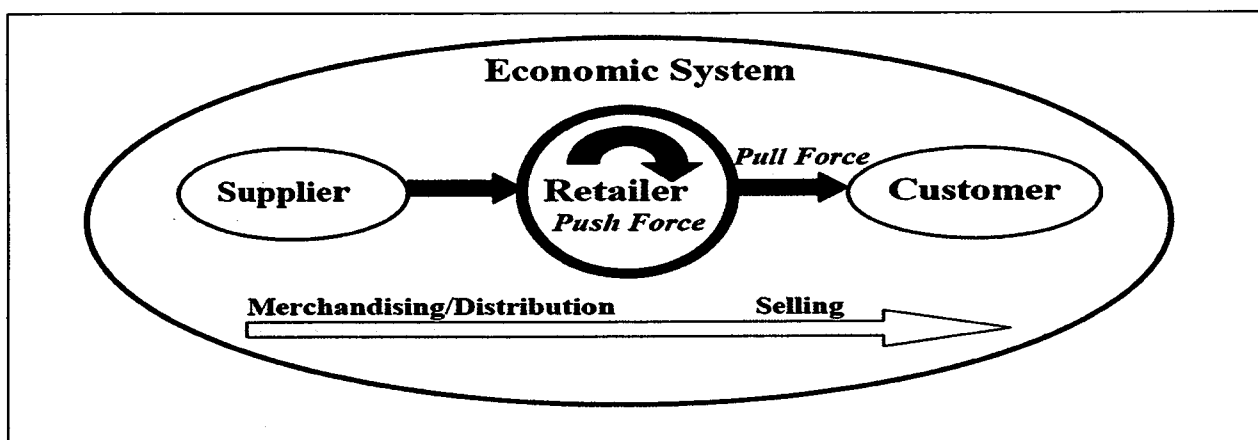 Economic System
Pull Force
Supplier
Retailer
Customer
Push Force
Merchandising/Distribution
Selling